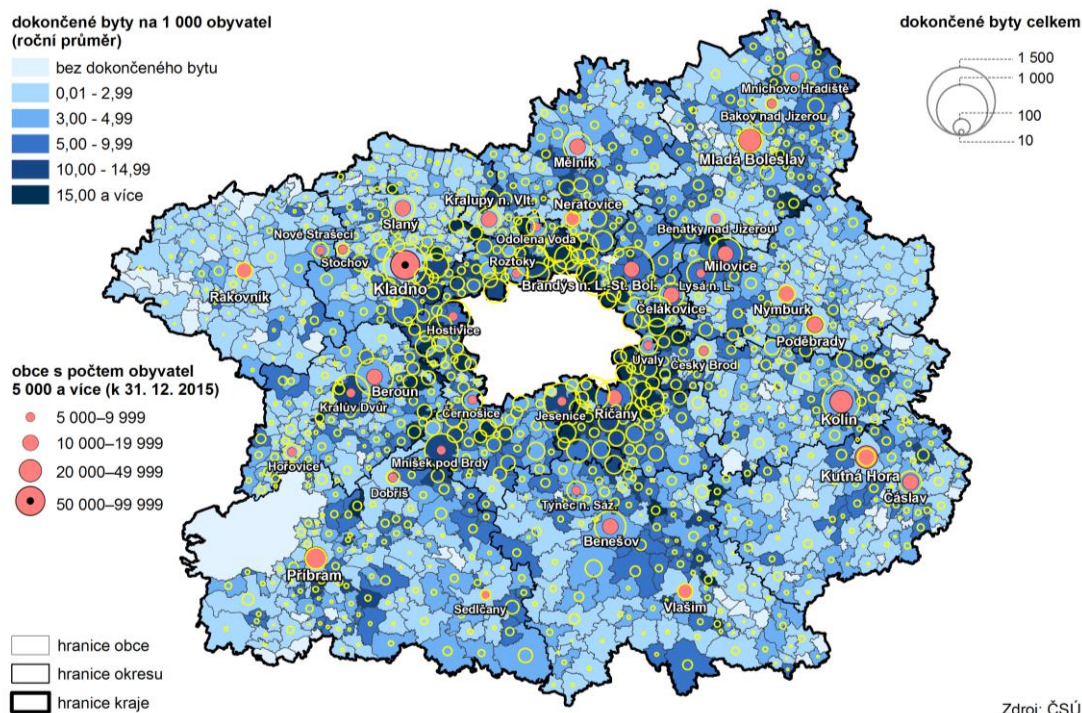 dokončené byty na 1 000 obyvatel
(roční průměr)
bez dokončeného bytu
0,01 - 2,99
3,00 - 4,99
5,00 - 9,99
10,00 - 14,99
15,00 a více
dokončené byty celkem
1 500
1 000
100
10
Mnichovo Hradiště
Bakov nad Jizerou
Mladá Boleslav
Mělník
Kralupy n. Vlt.
Neratovice
Slaný
Benátky nad Jizerou
Nové Strašecí
Odolena Voda
Stochov
Roztoky
Milovice
Kladno
Brandýs n. L.-St. Bol.
Lysá n. L.
Rakovník
Čelákovice
Nymburk
Hostivice
Poděbrady
Úvaly
Český Brod
obce s počtem obyvatel
5 000 a více (k 31. 12. 2015)
5 000–9 999
10 000–19 999
20 000–49 999
50 000–99 999
Beroun
Králův Dvůr
Černošice
Jesenice
Říčany
Kolín
Hořovice
Mníšek pod Brdy
Kutná Hora
Dobříš
Čáslav
Týnec n. Sáz.
Benešov
Příbram
Sedlčany
Vlašim
hranice obce
hranice okresu
hranice kraje
Zdroj: ČSÚ